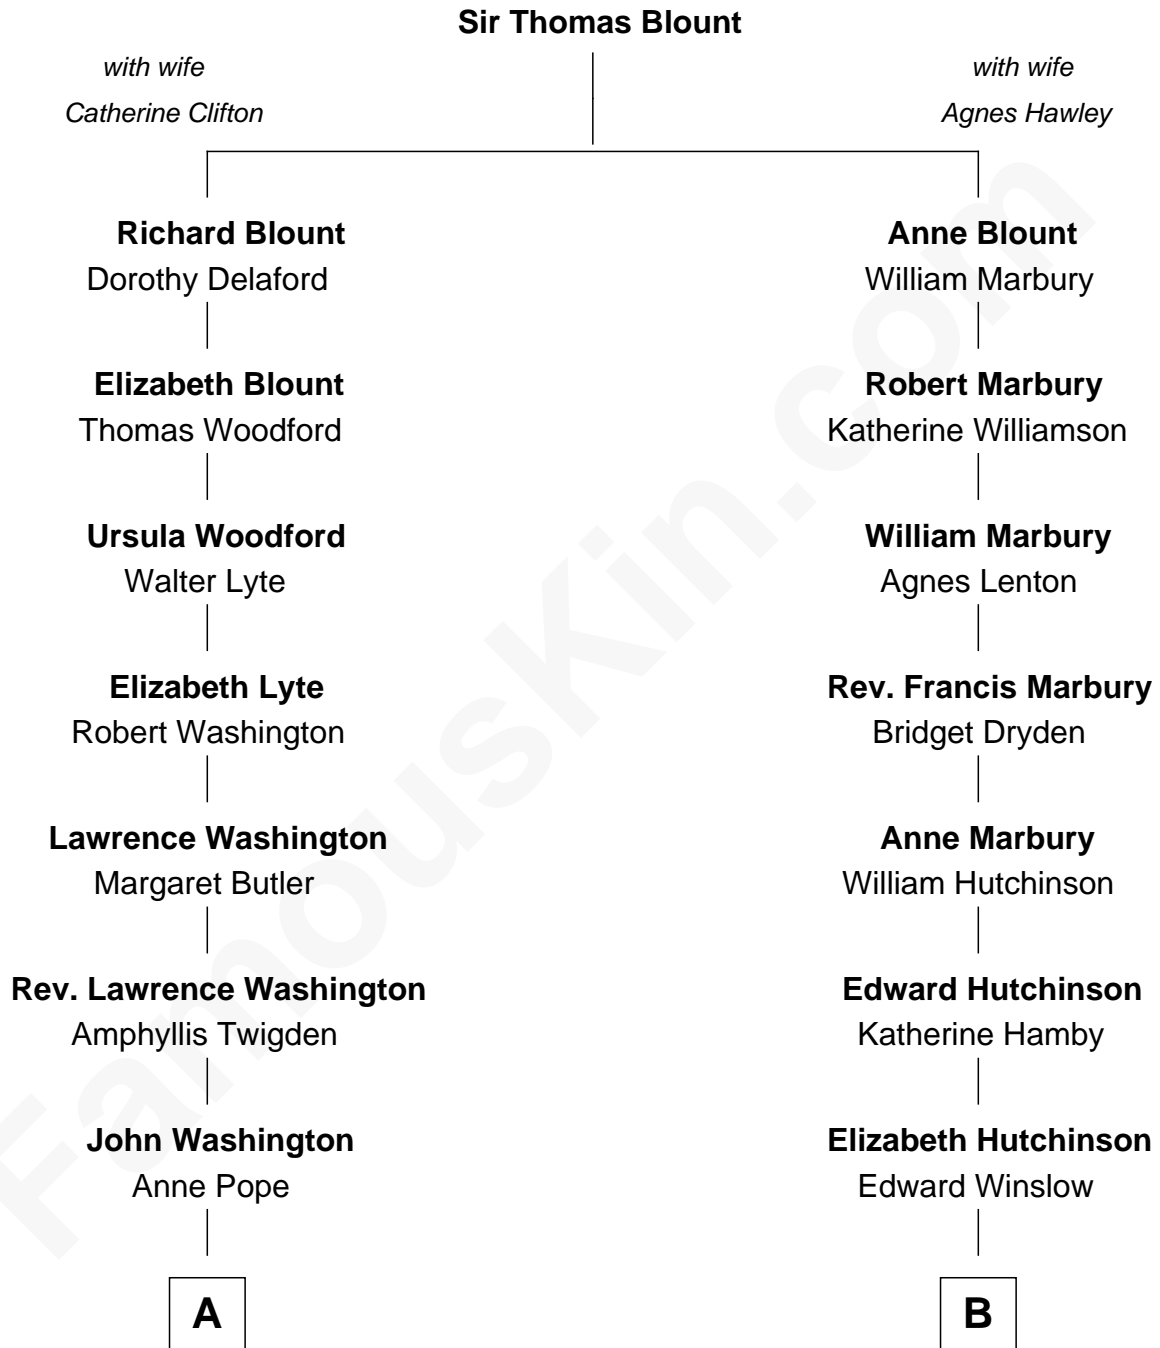 Sir Thomas Blount
with wife
Catherine Clifton
with wife
Agnes Hawley
Richard Blount
Dorothy Delaford
Anne Blount
William Marbury
Elizabeth Blount
Thomas Woodford
Robert Marbury
Katherine Williamson
Ursula Woodford
Walter Lyte
William Marbury
Agnes Lenton
Elizabeth Lyte
Robert Washington
Rev. Francis Marbury
Bridget Dryden
Lawrence Washington
Margaret Butler
Anne Marbury
William Hutchinson
Rev. Lawrence Washington
Amphyllis Twigden
Edward Hutchinson
Katherine Hamby
John Washington
Anne Pope
Elizabeth Hutchinson
Edward Winslow
A
B
FamousKin.com